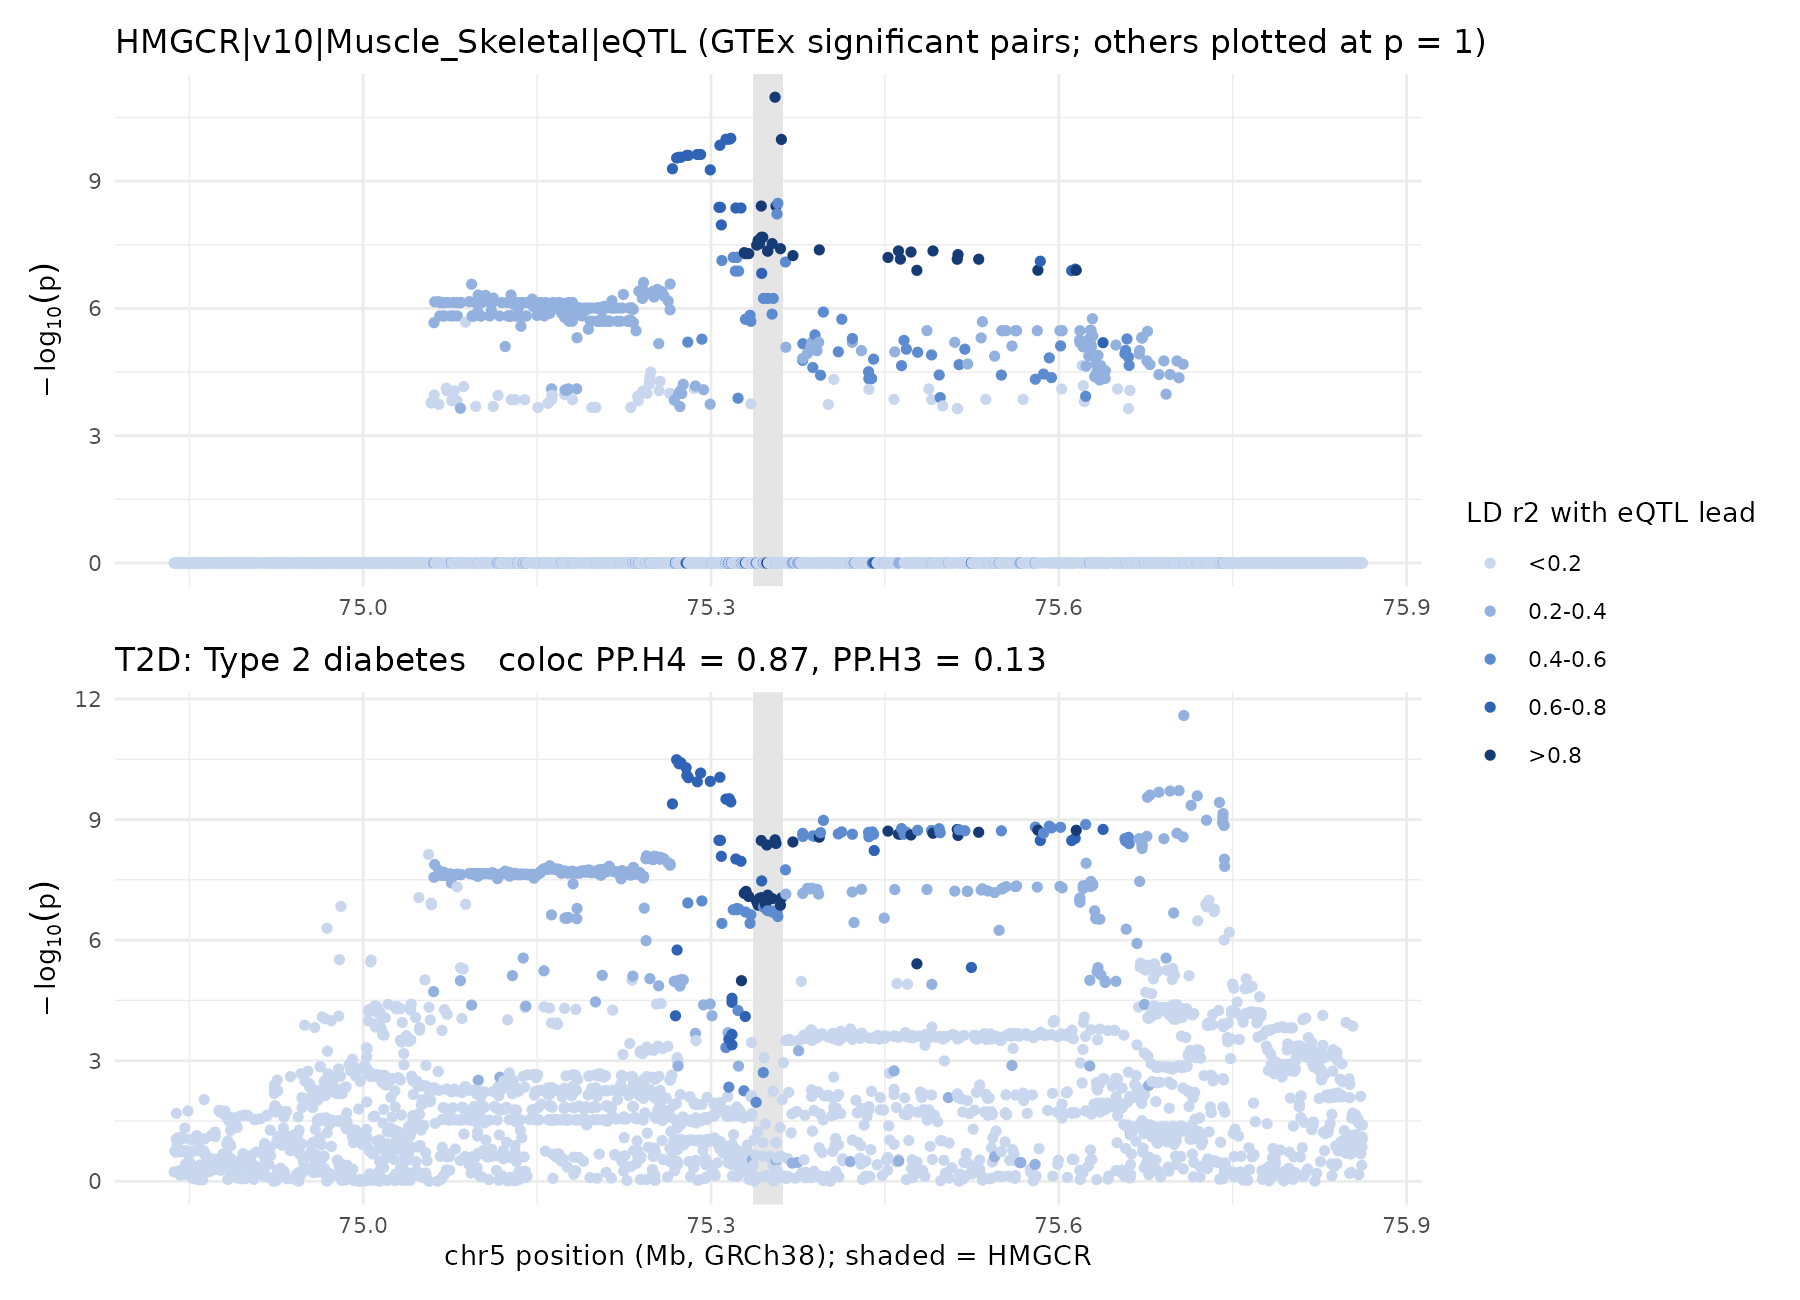 HMGCR|v10|Muscle_Skeletal|eQTL (GTEx significant pairs; others plotted at p = 1)
−log10(p)
9
6
3
0
75.0 75.3 75.6 75.9
T2D: Type 2 diabetes   coloc PP.H4 = 0.87, PP.H3 = 0.13
−log10(p)
12
9
6
3
0
75.0 75.3 75.6 75.9
chr5 position (Mb, GRCh38); shaded = HMGCR
LD r2 with eQTL lead
<0.2
0.2-0.4
0.4-0.6
0.6-0.8
>0.8